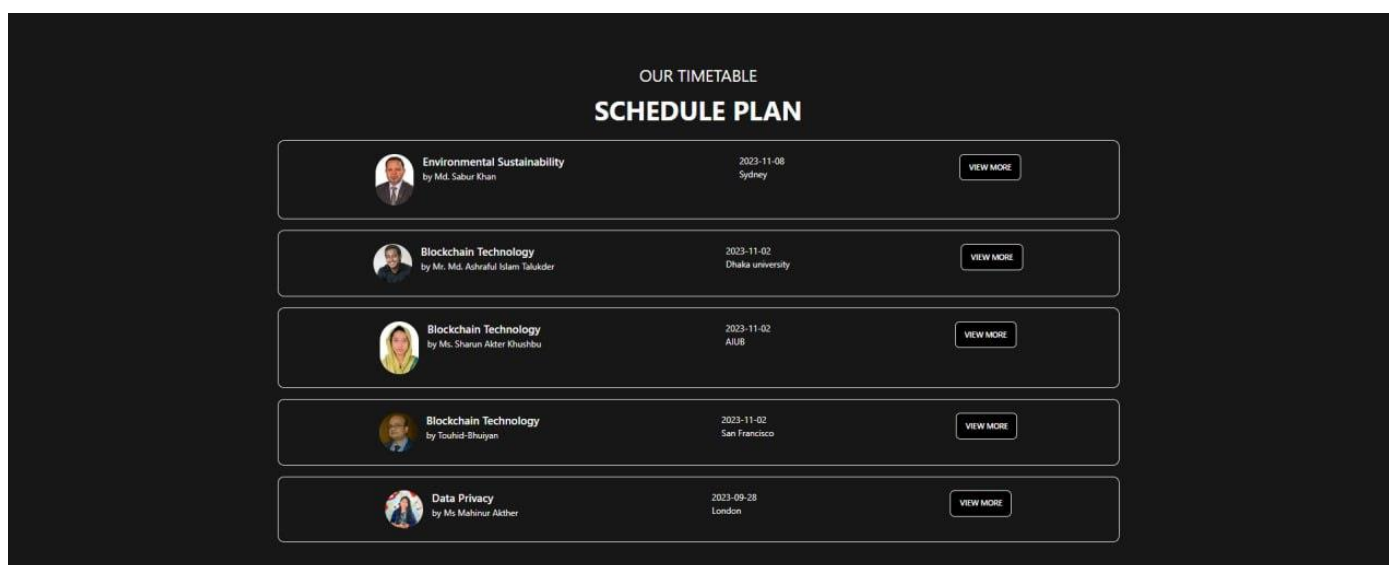 OUR TIMETABLE
SCHEDULE PLAN
Environmental Sustainability
by Md. Sabur Khan
2023-11-08
Sydney
VIEW MORE
Blockchain Technology
by Mr. Md. Ashraful Islam Talukder
2023-11-02
Dhaka university
VIEW MORE
Blockchain Technology
by Ms. Sharun Akter Khushbu
2023-11-02
AIUB
VIEW MORE
Blockchain Technology
by Touhid-Bhuiyan
2023-11-02
San Francisco
VIEW MORE
Data Privacy
by Ms Mahinur Akther
2023-09-28
London
VIEW MORE